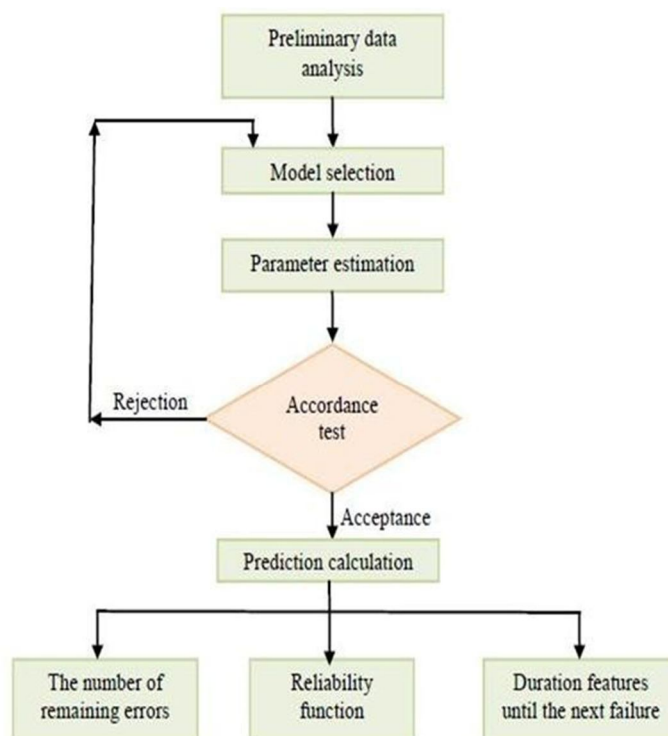 Preliminary data
analysis
Model selection
Parameter estimation
Rejection
Accordance
test
Acceptance
Prediction calculation
The number of
remaining errors
Reliability
function
Duration features
until the next failure